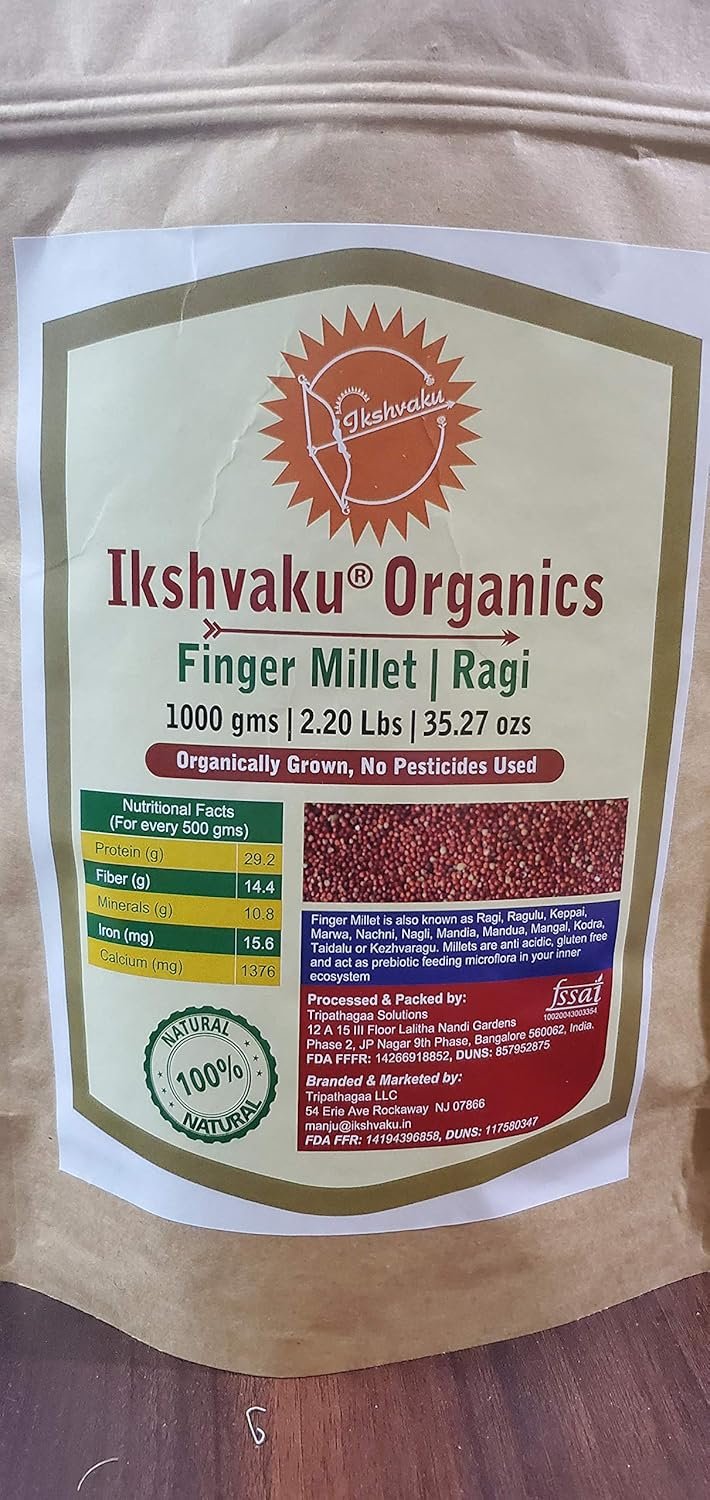 Ikshvaku
Ikshvaku® Organics
Finger Millet | Ragi
1000 gms | 2.20 Lbs | 35.27 ozs
Organically Grown, No Pesticides Used
Nutritional Facts
(For every 500 gms)
Protein (g) 29.2
Fiber (g) 14.4
Minerals (g) 10.8
Iron (mg) 15.6
Calcium (mg) 1376
NATURAL
100%
NATURAL
Finger Millet is also known as Ragi, Ragulu, Keppai,
Marwa, Nachni, Nagli, Mandia, Mandua, Mangal, Kodra,
Taidalu or Kezhvaragu. Millets are anti acidic, gluten free
and act as prebiotic feeding microflora in your inner
ecosystem
fssai
10020043003354
Processed & Packed by:
Tripathagaa Solutions
12 A 15 III Floor Lalitha Nandi Gardens
Phase 2, JP Nagar 9th Phase, Bangalore 560062, India.
FDA FFFR: 14266918852, DUNS: 857952875
Branded & Marketed by:
Tripathagaa LLC
54 Erie Ave Rockaway NJ 07866
manju@ikshvaku.in
FDA FFR: 14194396858, DUNS: 117580347